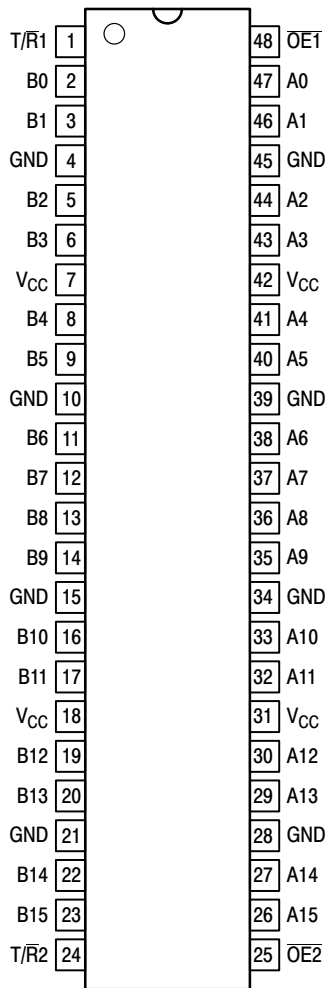 T/R̅1 1 48 O̅E̅1̅
B0 2 47 A0
B1 3 46 A1
GND 4 45 GND
B2 5 44 A2
B3 6 43 A3
VCC 7 42 VCC
B4 8 41 A4
B5 9 40 A5
GND 10 39 GND
B6 11 38 A6
B7 12 37 A7
B8 13 36 A8
B9 14 35 A9
GND 15 34 GND
B10 16 33 A10
B11 17 32 A11
VCC 18 31 VCC
B12 19 30 A12
B13 20 29 A13
GND 21 28 GND
B14 22 27 A14
B15 23 26 A15
T/R̅2 24 25 O̅E̅2̅